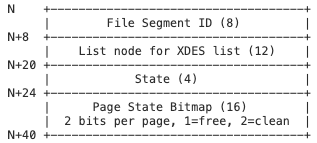 N
File Segment ID (8)
N+8
List node for XDES list (12)
N+20
State (4)
N+24
Page State Bitmap (16)
2 bits per page, 1=free, 2=clean
N+40